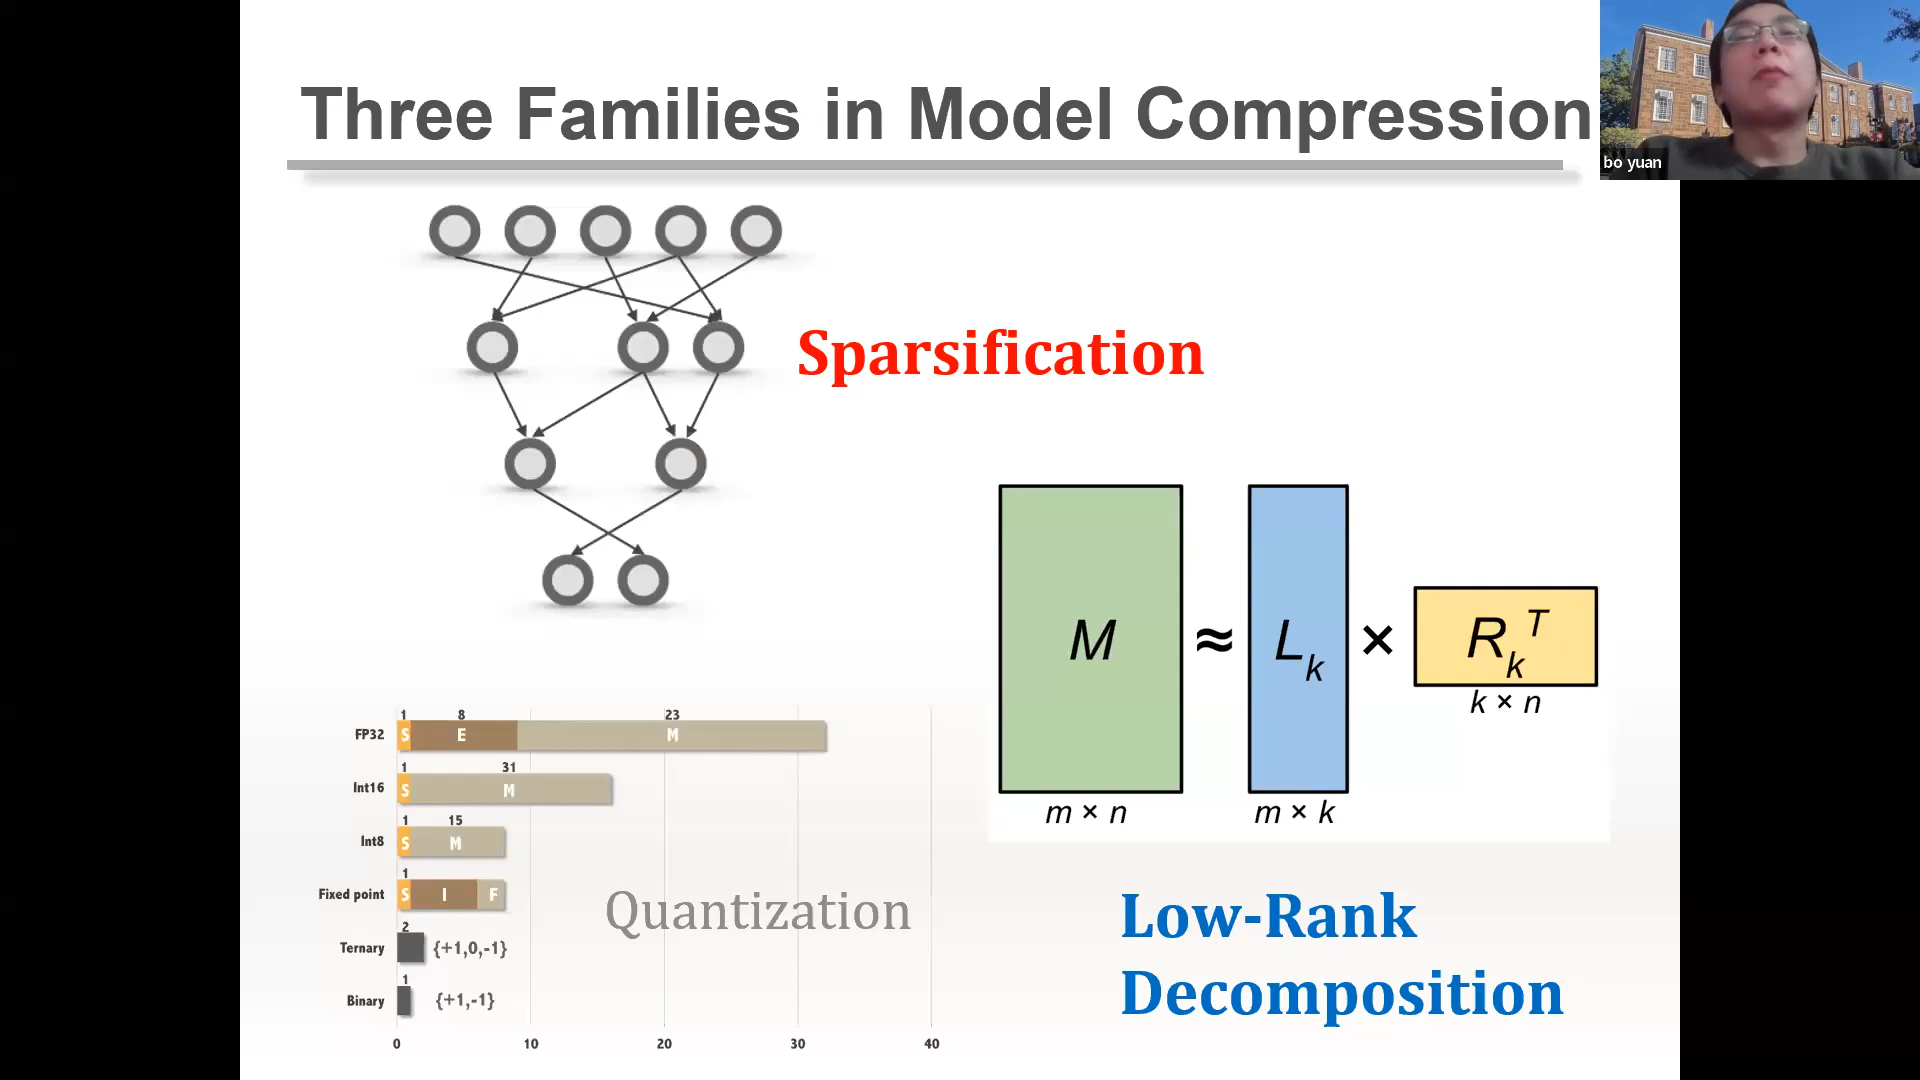 Three Families in Model Compression
bo yuan
Sparsification
M ≈ L_k × R_k^T
k × n
m × n
m × k
1 8 23
FP32 S E M
1 31
Int16 S M
1 15
Int8 S M
1
Fixed point S I F
2
Ternary {+1,0,-1}
1
Binary {+1,-1}
0 10 20 30 40
Quantization
Low-Rank
Decomposition